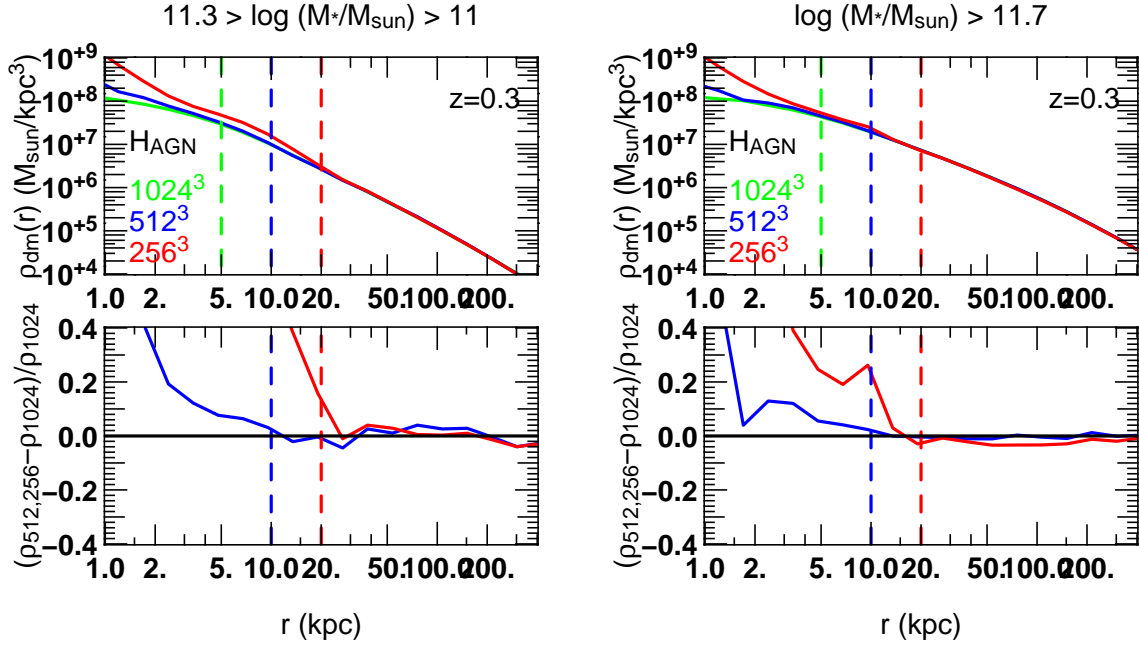 11.3 > log (M*/Msun) > 11
ρdm(r) (Msun/kpc³)
10+9
10+8
10+7
10+6
10+5
10+4
z=0.3
HAGN
1024³
512³
256³
1.0 2. 5. 10.0 20. 50. 100.0 200.
(ρ512,256−ρ1024)/ρ1024
0.4
0.2
0.0
−0.2
−0.4
1.0 2. 5. 10.0 20. 50. 100.0 200.
r (kpc)
log (M*/Msun) > 11.7
ρdm(r) (Msun/kpc³)
10+9
10+8
10+7
10+6
10+5
10+4
z=0.3
HAGN
1024³
512³
256³
1.0 2. 5. 10.0 20. 50. 100.0 200.
(ρ512,256−ρ1024)/ρ1024
0.4
0.2
0.0
−0.2
−0.4
1.0 2. 5. 10.0 20. 50. 100.0 200.
r (kpc)